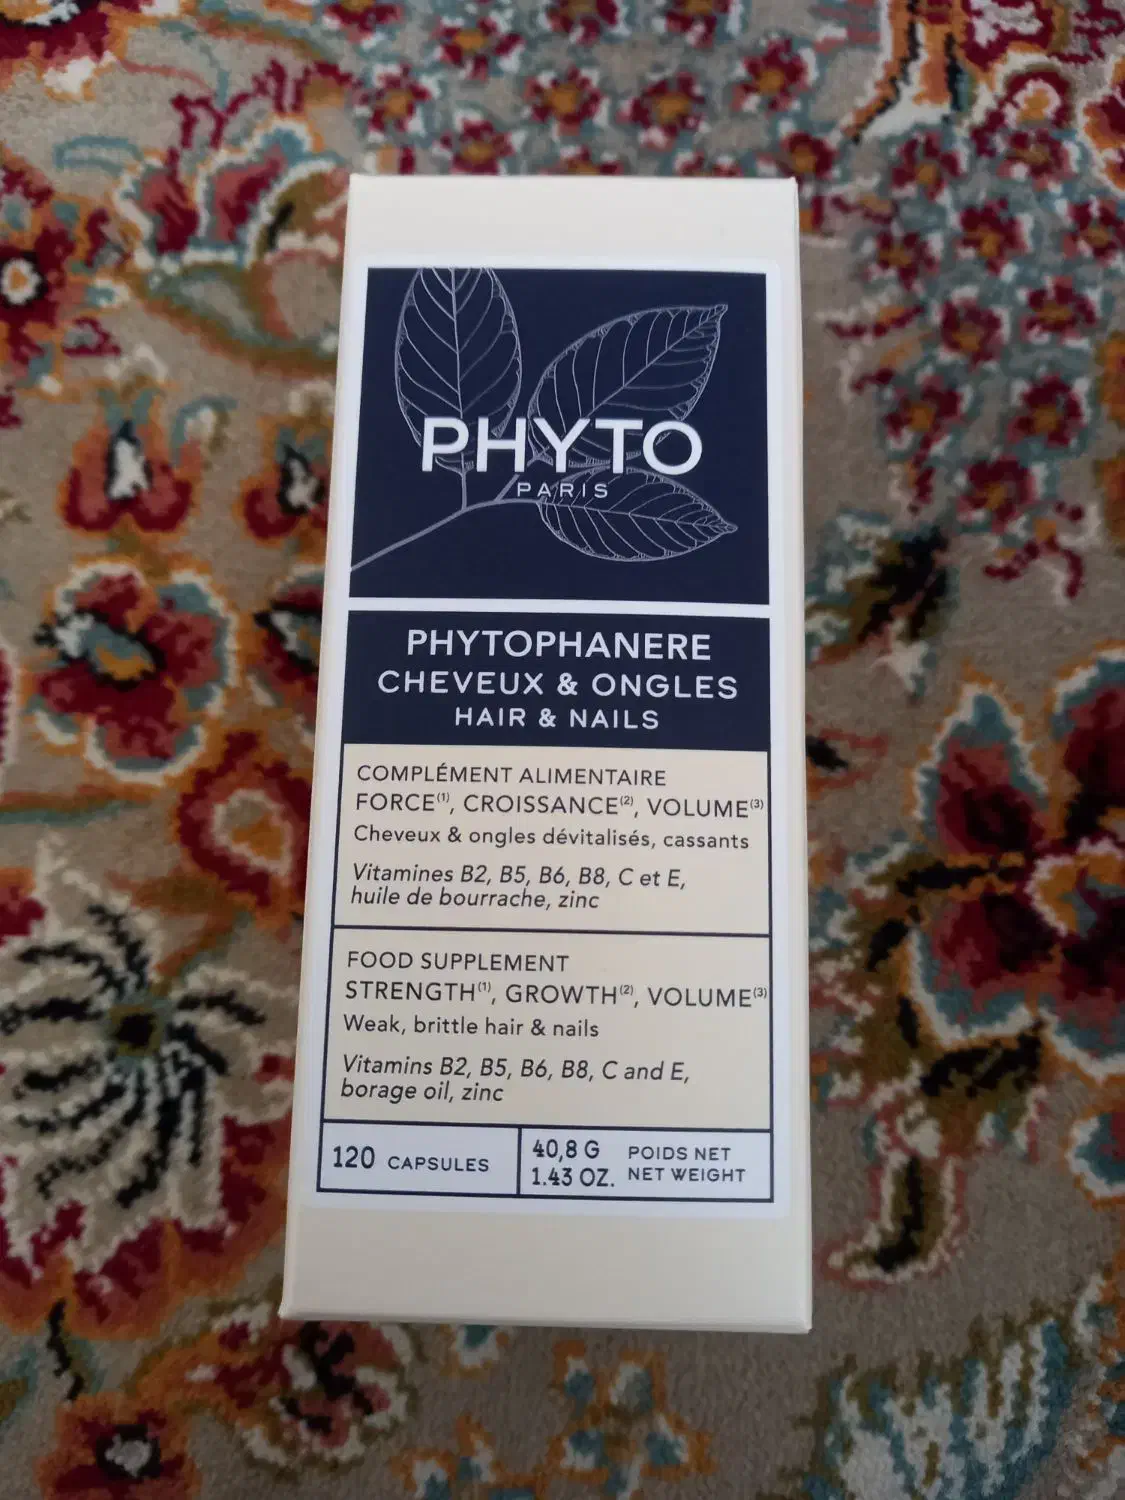 PHYTO
PARIS
PHYTOPHANERE
CHEVEUX & ONGLES
HAIR & NAILS
COMPLÉMENT ALIMENTAIRE
FORCE⁽¹⁾, CROISSANCE⁽²⁾, VOLUME⁽³⁾
Cheveux & ongles dévitalisés, cassants
Vitamines B2, B5, B6, B8, C et E,
huile de bourrache, zinc
FOOD SUPPLEMENT
STRENGTH⁽¹⁾, GROWTH⁽²⁾, VOLUME⁽³⁾
Weak, brittle hair & nails
Vitamins B2, B5, B6, B8, C and E,
borage oil, zinc
120 CAPSULES
40,8 G POIDS NET
1.43 OZ. NET WEIGHT